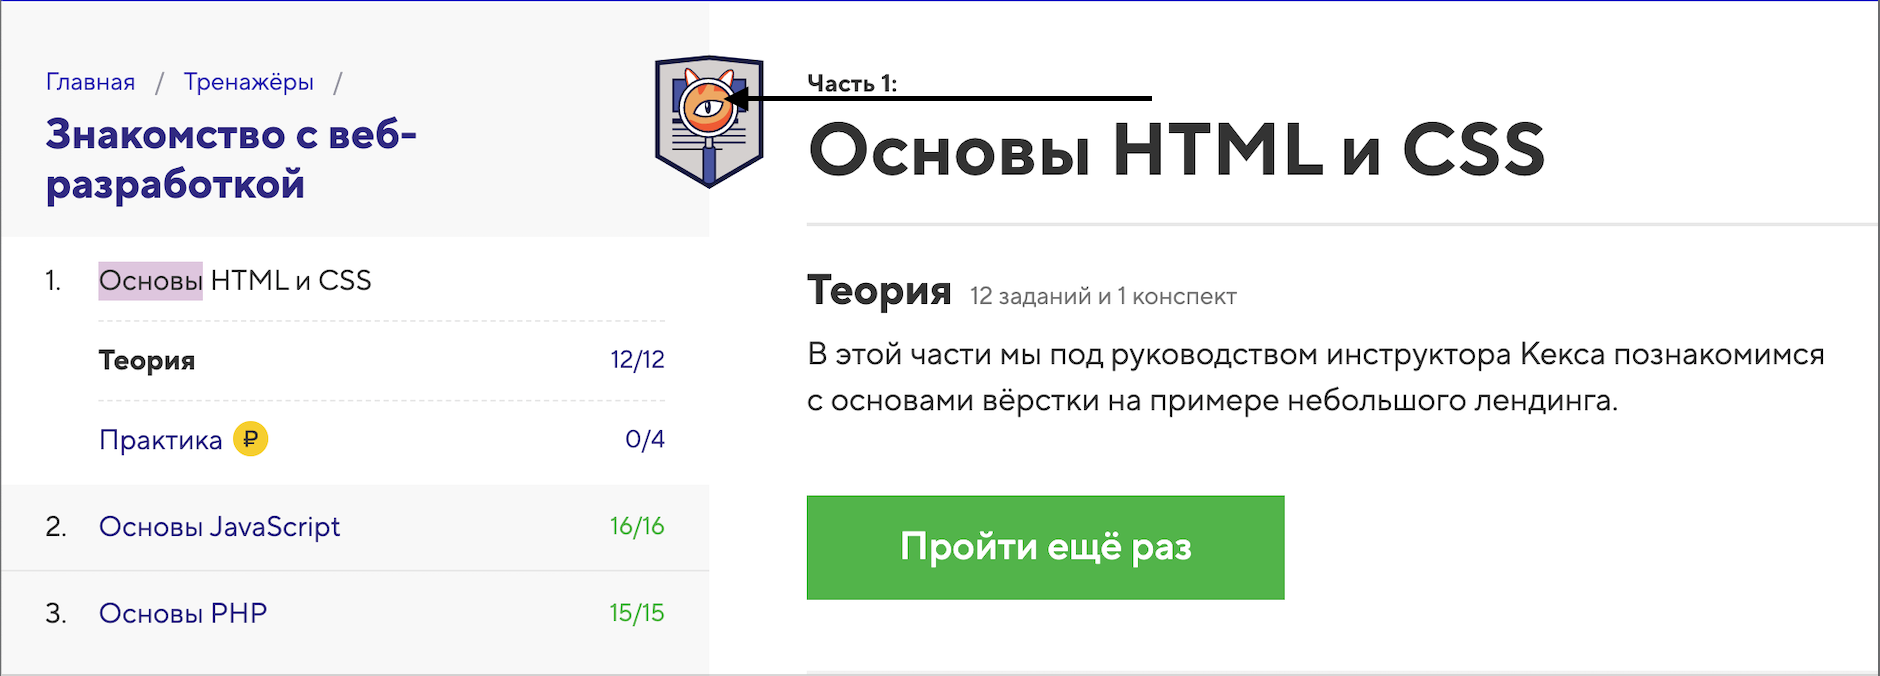 Главная / Тренажёры /
Знакомство с веб-
разработкой
1. Основы HTML и CSS
Теория 12/12
Практика ₽ 0/4
2. Основы JavaScript 16/16
3. Основы PHP 15/15
Часть 1:
Основы HTML и CSS
Теория 12 заданий и 1 конспект
В этой части мы под руководством инструктора Кекса познакомимся
с основами вёрстки на примере небольшого лендинга.
Пройти ещё раз